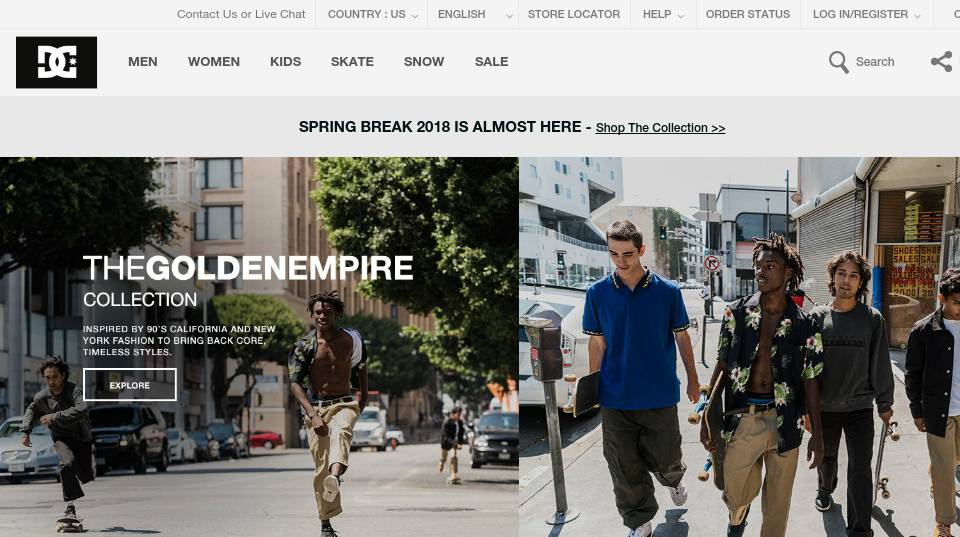 Contact Us or Live Chat
COUNTRY : US
ENGLISH
STORE LOCATOR
HELP
ORDER STATUS
LOG IN/REGISTER
DC
MEN
WOMEN
KIDS
SKATE
SNOW
SALE
Search
SPRING BREAK 2018 IS ALMOST HERE - Shop The Collection >>
THEGOLDENEMPIRE
COLLECTION
INSPIRED BY 90'S CALIFORNIA AND NEW
YORK FASHION TO BRING BACK CORE,
TIMELESS STYLES.
EXPLORE
SHOES SHOES
SALES SALES